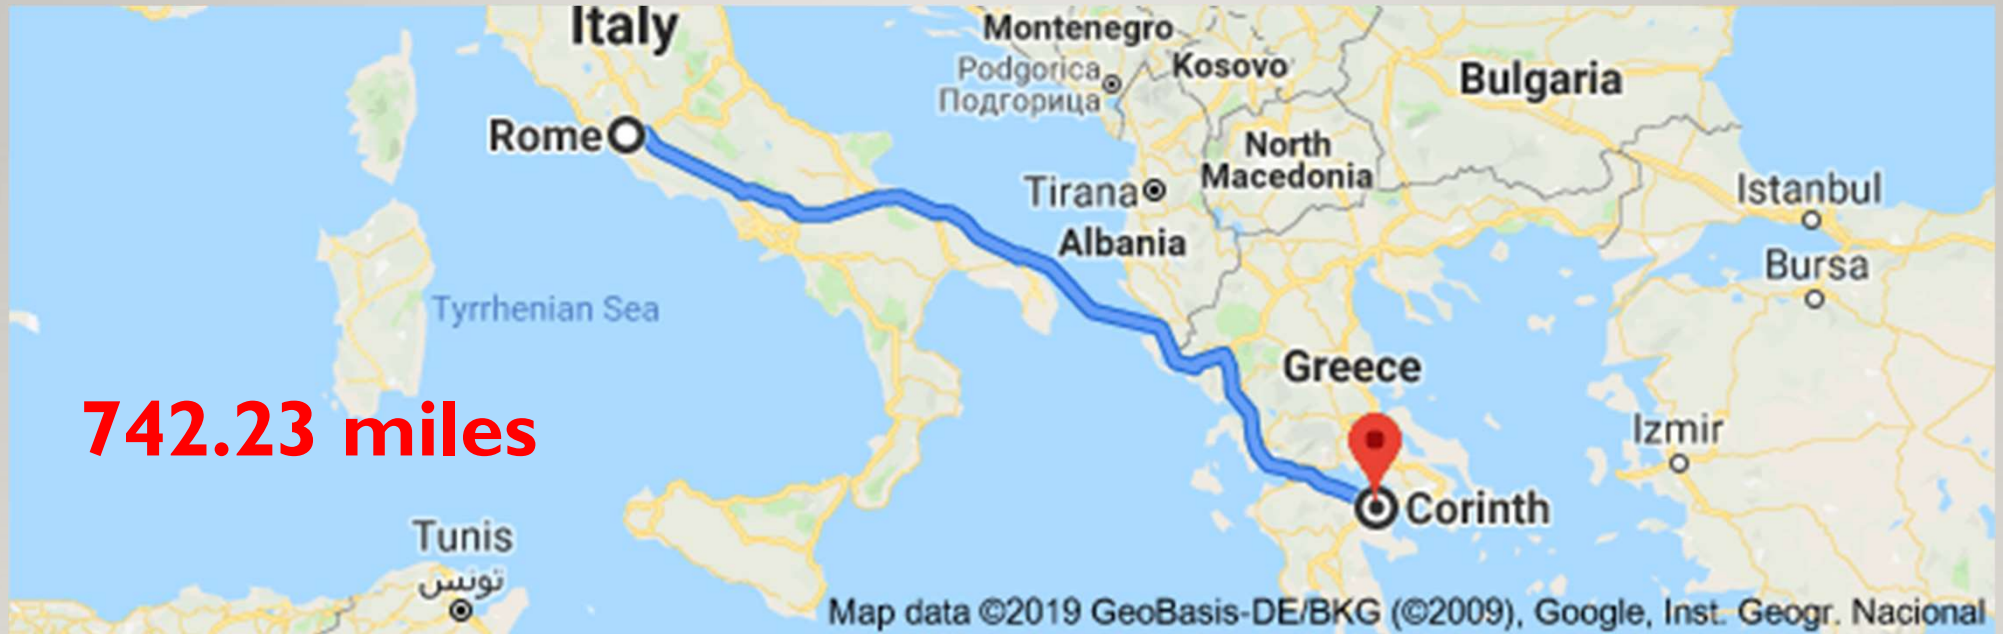 Italy
Montenegro
Podgorica
Подгорица
Kosovo
Bulgaria
Rome
North
Macedonia
Tirana
Albania
Istanbul
Bursa
Tyrrhenian Sea
Greece
742.23 miles
Izmir
Corinth
Tunis
تونس
Map data ©2019 GeoBasis-DE/BKG (©2009), Google, Inst. Geogr. Nacional